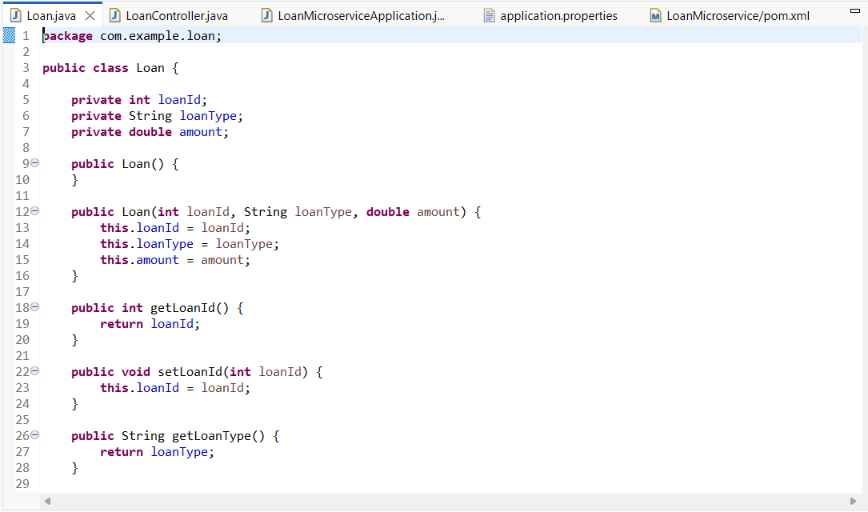 Loan.java
LoanController.java
LoanMicroserviceApplication.j...
application.properties
LoanMicroservice/pom.xml
1 package com.example.loan;
2
3 public class Loan {
4
5     private int loanId;
6     private String loanType;
7     private double amount;
8
9     public Loan() {
10     }
11
12     public Loan(int loanId, String loanType, double amount) {
13         this.loanId = loanId;
14         this.loanType = loanType;
15         this.amount = amount;
16     }
17
18     public int getLoanId() {
19         return loanId;
20     }
21
22     public void setLoanId(int loanId) {
23         this.loanId = loanId;
24     }
25
26     public String getLoanType() {
27         return loanType;
28     }
29